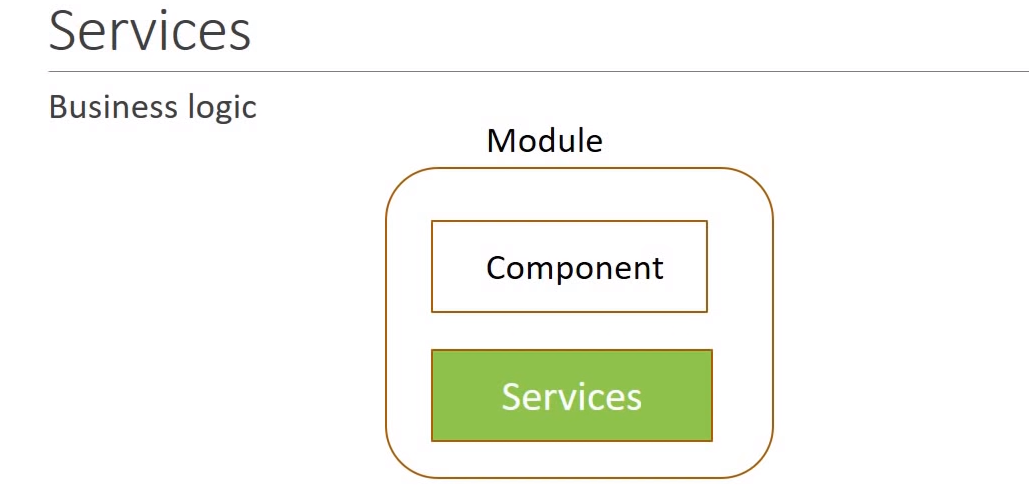 Services
Business logic
Module
Component
Services